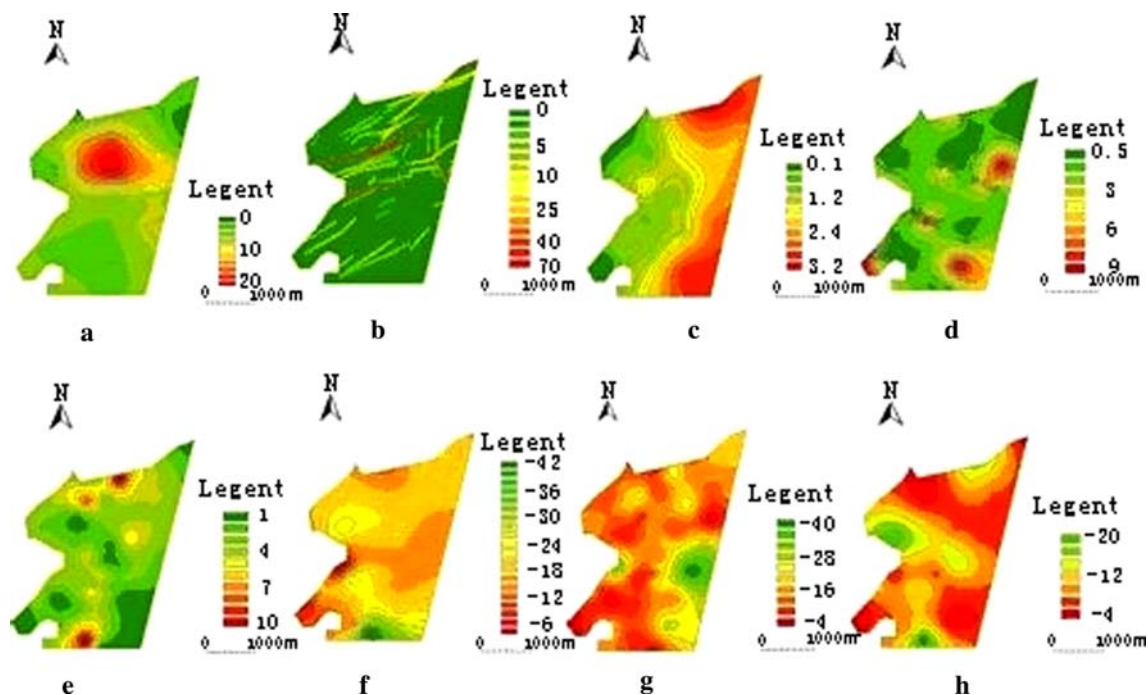 N
N
N
N
Legent
0
10
20
0 1000m
Legent
0
5
10
25
40
70
0 1000m
Legent
0.1
1.2
2.4
3.2
0 1000m
Legent
0.5
3
6
9
0 1000m
a
b
c
d
N
N
N
N
Legent
1
4
7
10
0 1000m
Legent
-42
-36
-30
-24
-18
-12
-6
0 1000m
Legend
-40
-28
-16
-4
0 1000m
Legend
-20
-12
-4
0 1000m
e
f
g
h